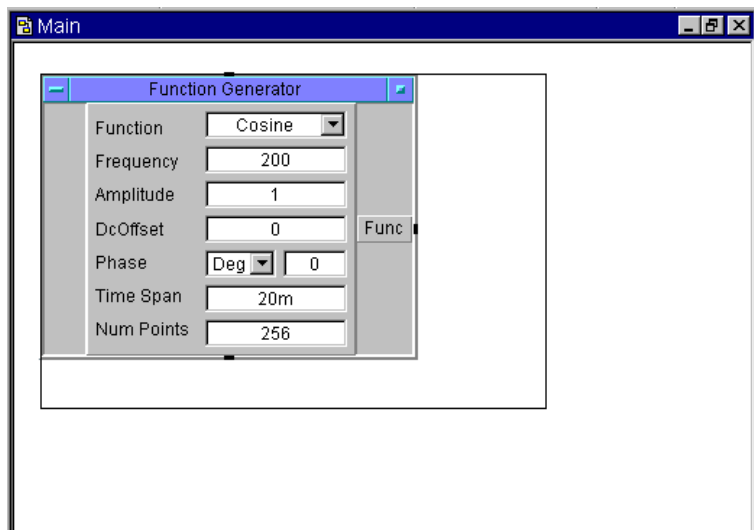 Main
Function Generator
Function Cosine
Frequency 200
Amplitude 1
DcOffset 0 Func
Phase Deg 0
Time Span 20m
Num Points 256